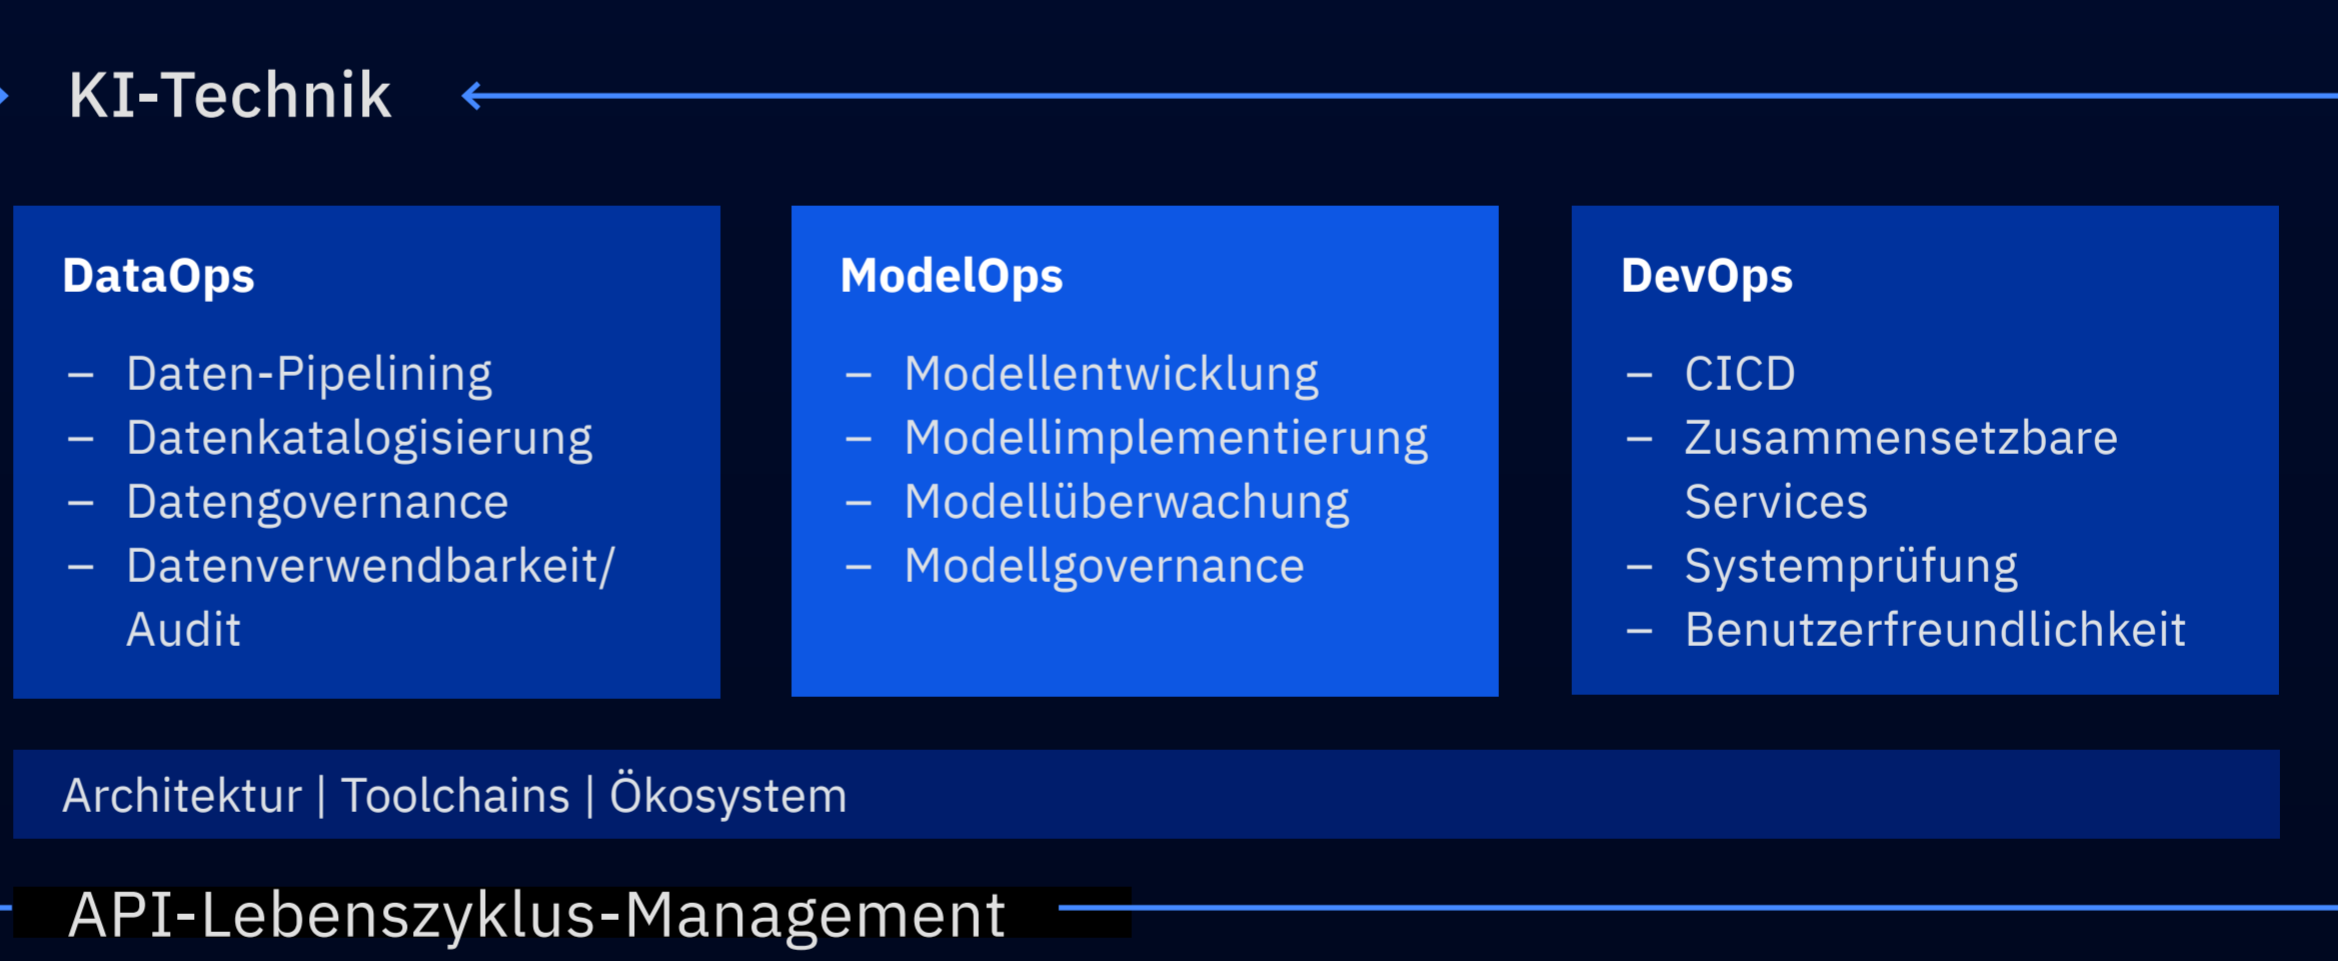 KI-Technik
DataOps
– Daten-Pipelining
– Datenkatalogisierung
– Datengovernance
– Datenverwendbarkeit/
Audit
ModelOps
– Modellentwicklung
– Modellimplementierung
– Modellüberwachung
– Modellgovernance
DevOps
– CICD
– Zusammensetzbare
Services
– Systemprüfung
– Benutzerfreundlichkeit
Architektur | Toolchains | Ökosystem
API-Lebenszyklus-Management